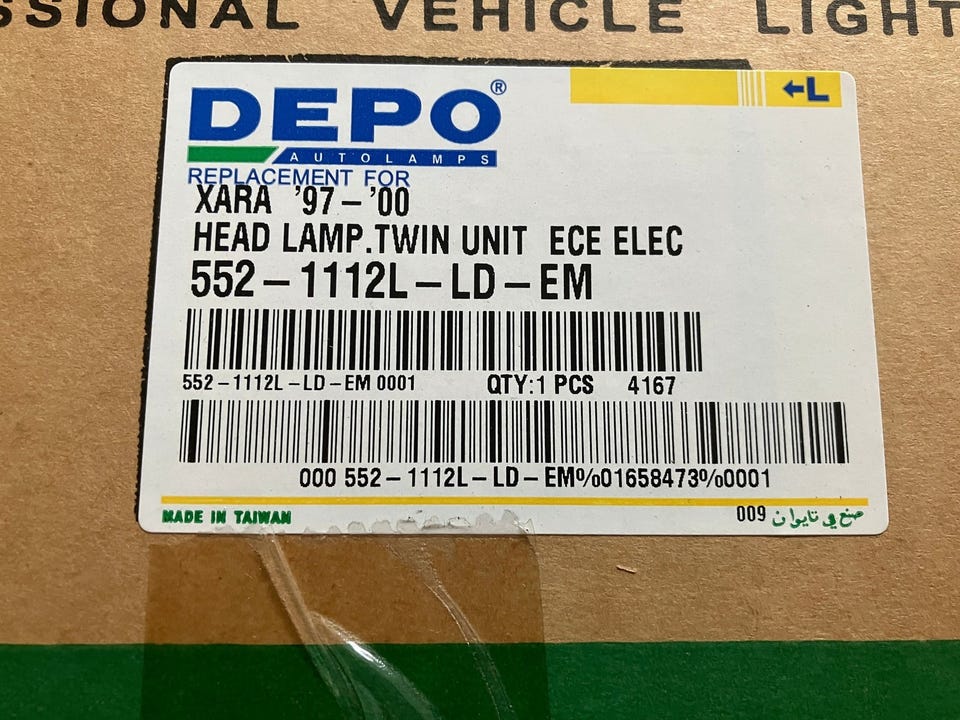 SSIONAL VEHICLE LIGHT
←L
DEPO®
AUTOLAMPS
REPLACEMENT FOR
XARA '97-'00
HEAD LAMP.TWIN UNIT ECE ELEC
552-1112L-LD-EM
552-1112L-LD-EM 0001 QTY:1 PCS 4167
000 552-1112L-LD-EM%01658473%0001
MADE IN TAIWAN 009 صنع في تايوان